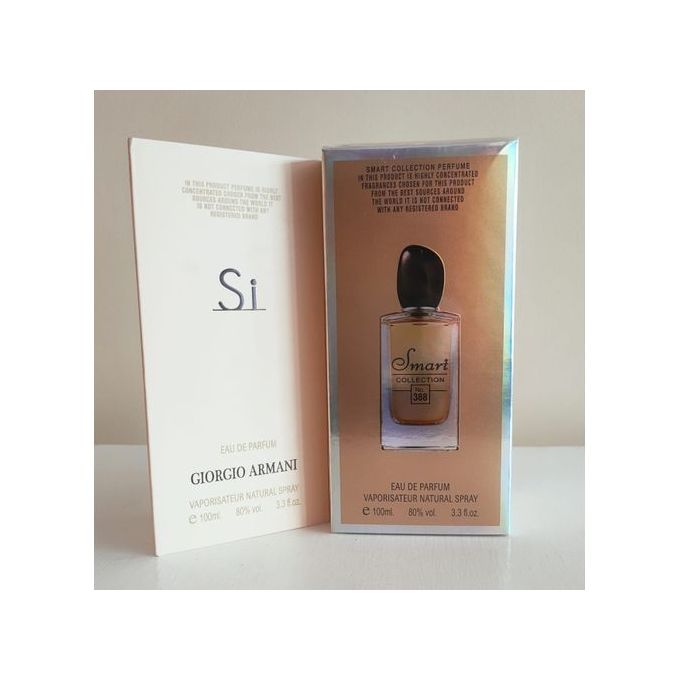 IN THIS PRODUCT PERFUME IS HIGHLY
CONCENTRATED CHOSEN FROM THE BEST
SOURCES AROUND THE WORLD IT
IS NOT CONNECTED WITH ANY
REGISTERED BRAND
Si
EAU DE PARFUM
GIORGIO ARMANI
VAPORISATEUR NATURAL SPRAY
e 100ml. 80% vol. 3.3 fl.oz.
SMART COLLECTION PERFUME
IN THIS PRODUCT IS HIGHLY CONCENTRATED
FRAGRANCES CHOSEN FOR THIS PRODUCT
FROM THE BEST SOURCES AROUND
THE WORLD IT IS NOT CONNECTED
WITH ANY REGISTERED BRAND
Smart
COLLECTION
No.
388
EAU DE PARFUM
VAPORISATEUR NATURAL SPRAY
e 100ml. 80% vol. 3.3 fl.oz.